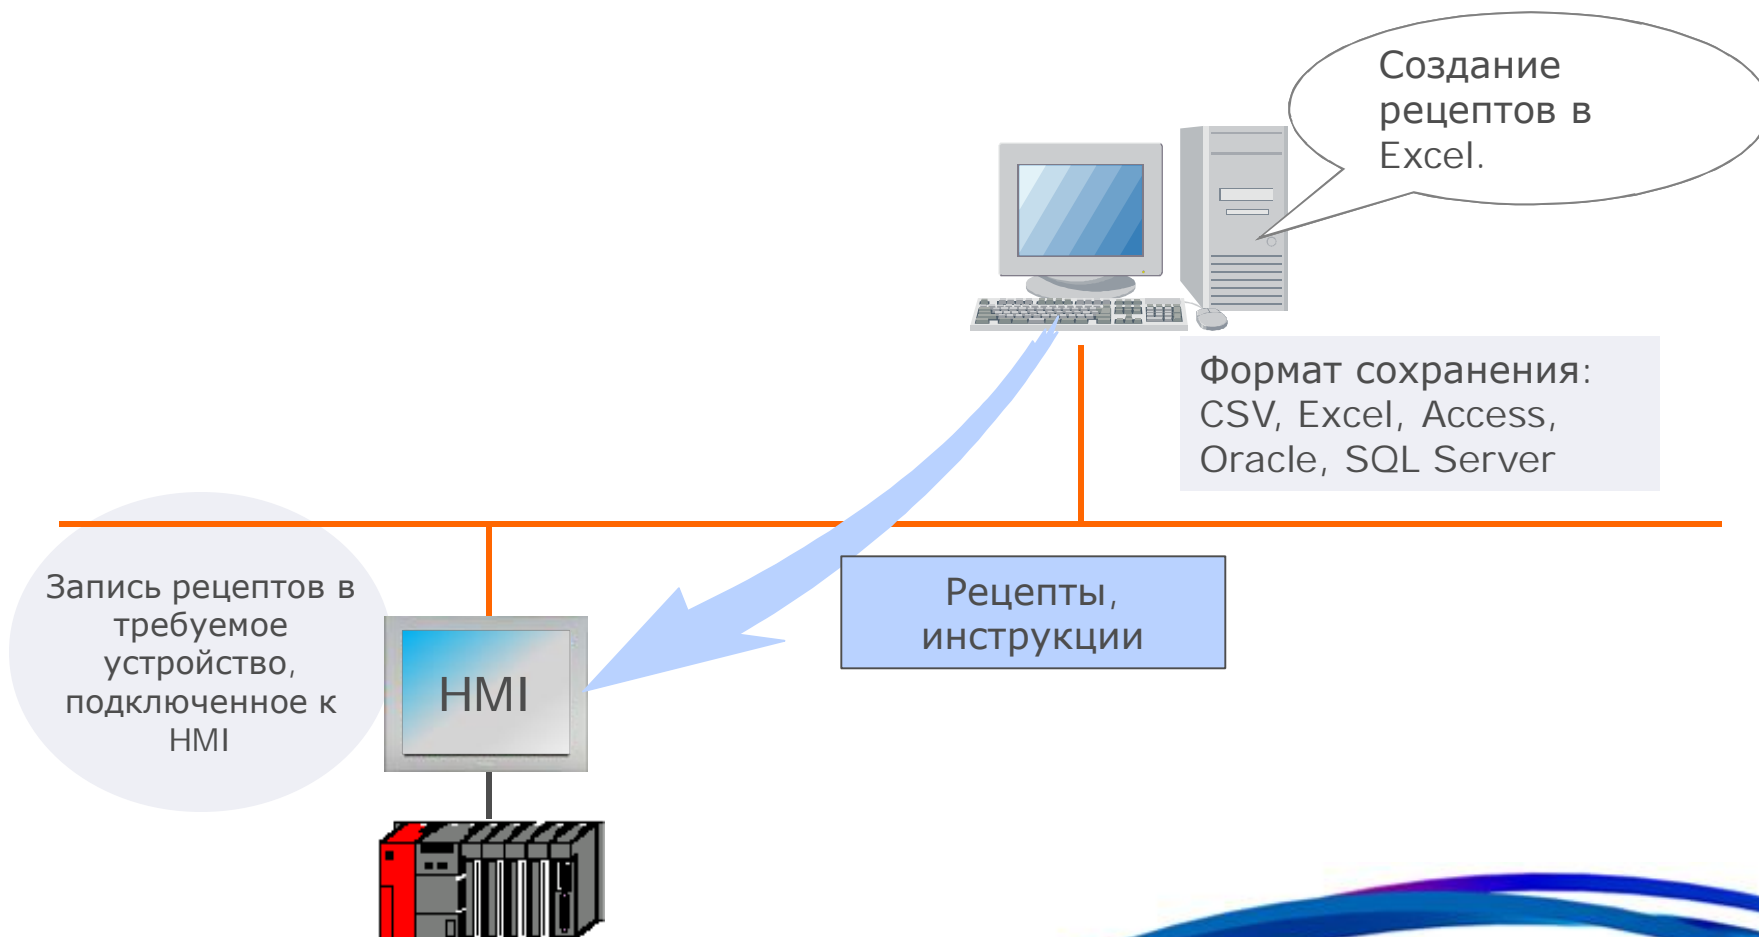 Создание
рецептов в
Excel.
Формат сохранения:
CSV, Excel, Access,
Oracle, SQL Server
Рецепты,
инструкции
Запись рецептов в
требуемое
устройство,
подключенное к
HMI
HMI